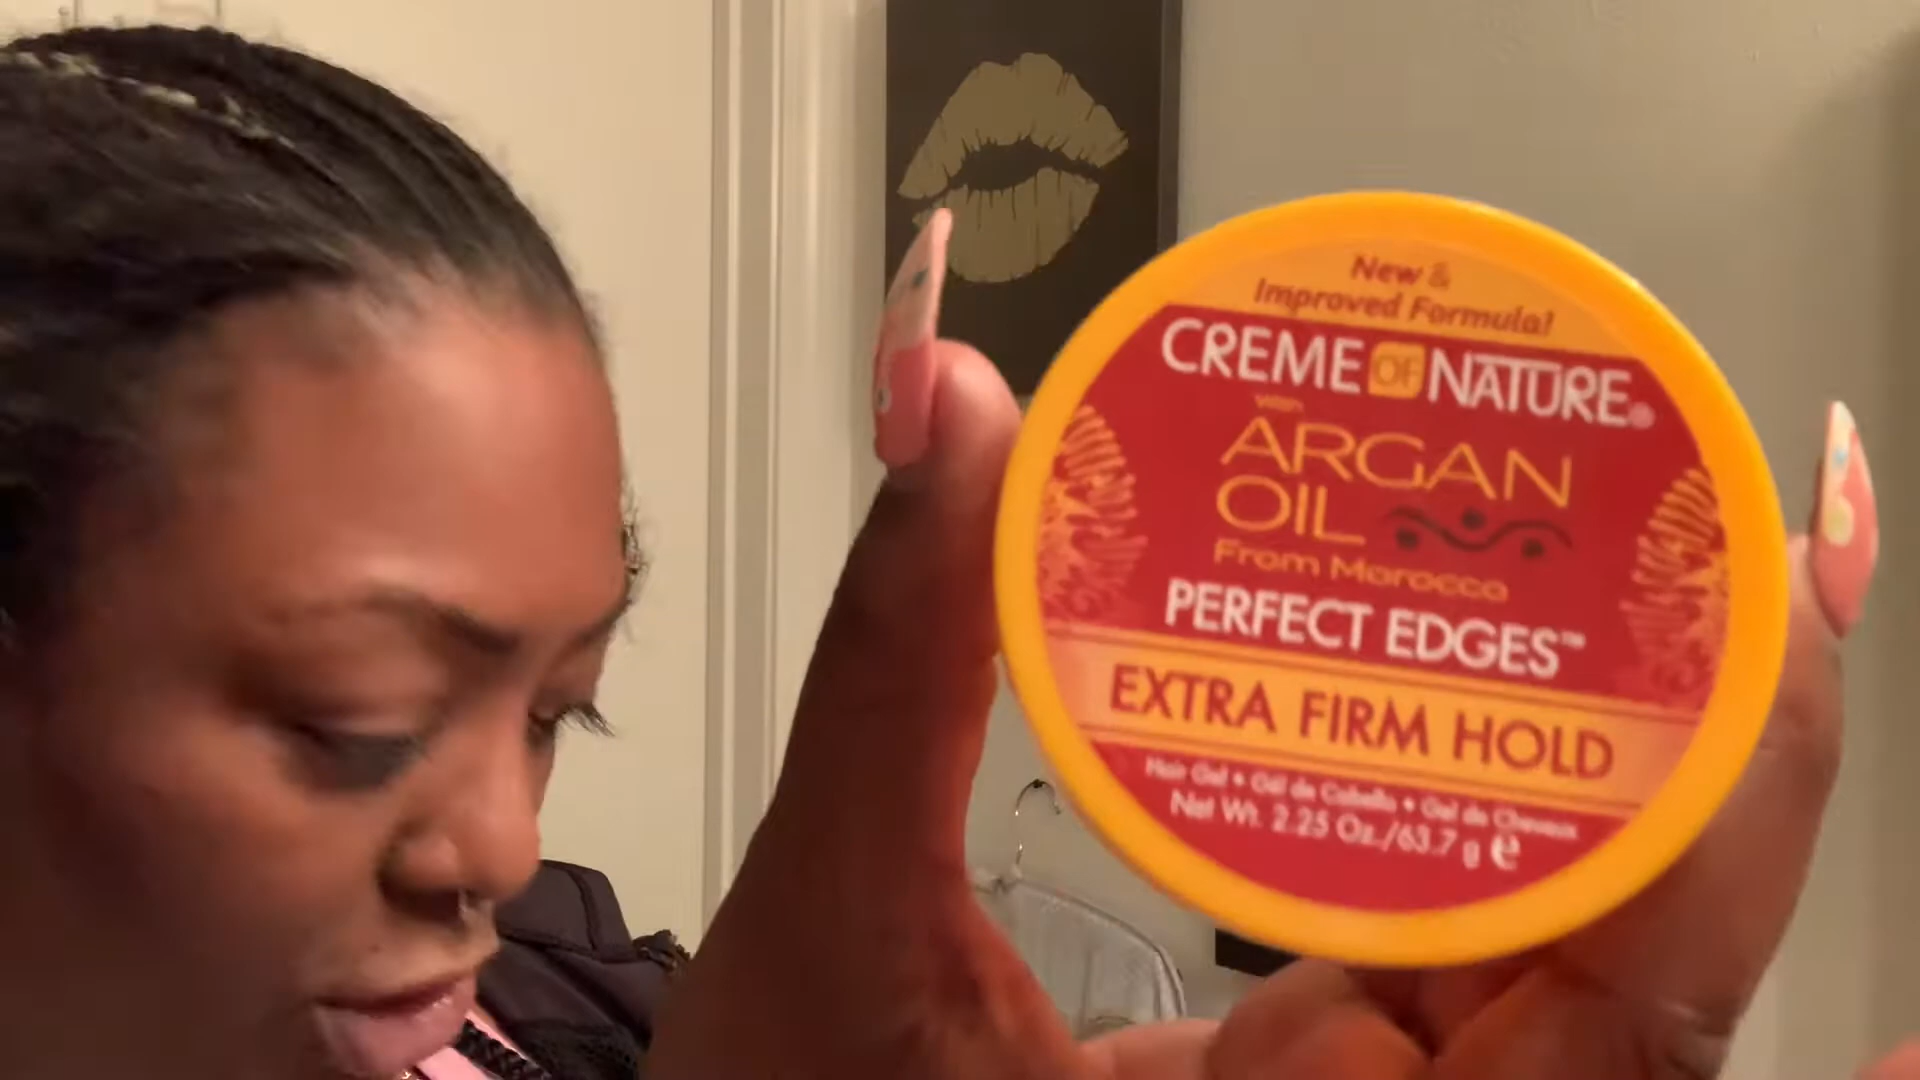 New &
Improved Formula!
CREME OF NATURE®
with
ARGAN
OIL
From Morocco
PERFECT EDGES™
EXTRA FIRM HOLD
Hair Gel • Gel de Cabello • Gel de Cheveux
Net Wt. 2.25 Oz./63.7 g e